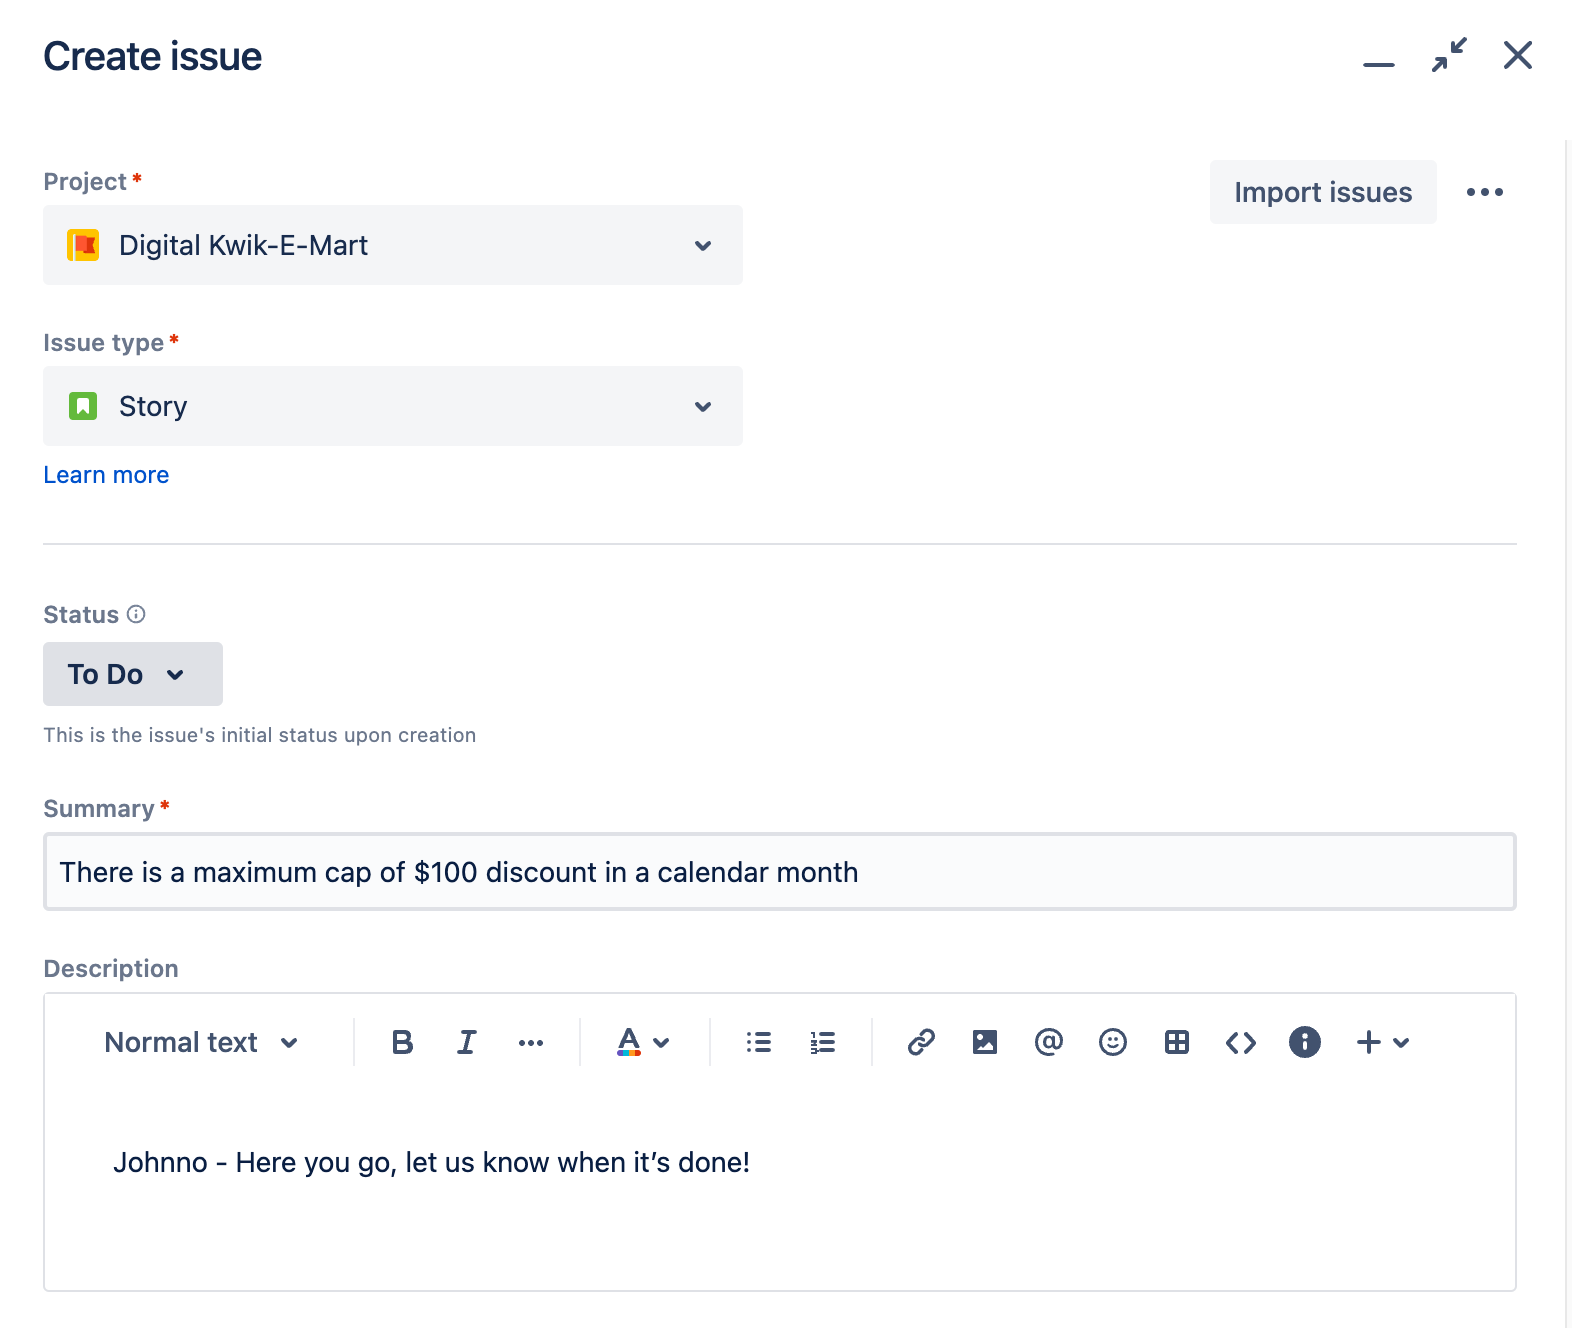 Create issue
Project *
Import issues
Digital Kwik-E-Mart
Issue type *
Story
Learn more
Status
To Do
This is the issue's initial status upon creation
Summary *
There is a maximum cap of $100 discount in a calendar month
Description
Normal text B I ... A @ <> i +
Johnno - Here you go, let us know when it’s done!